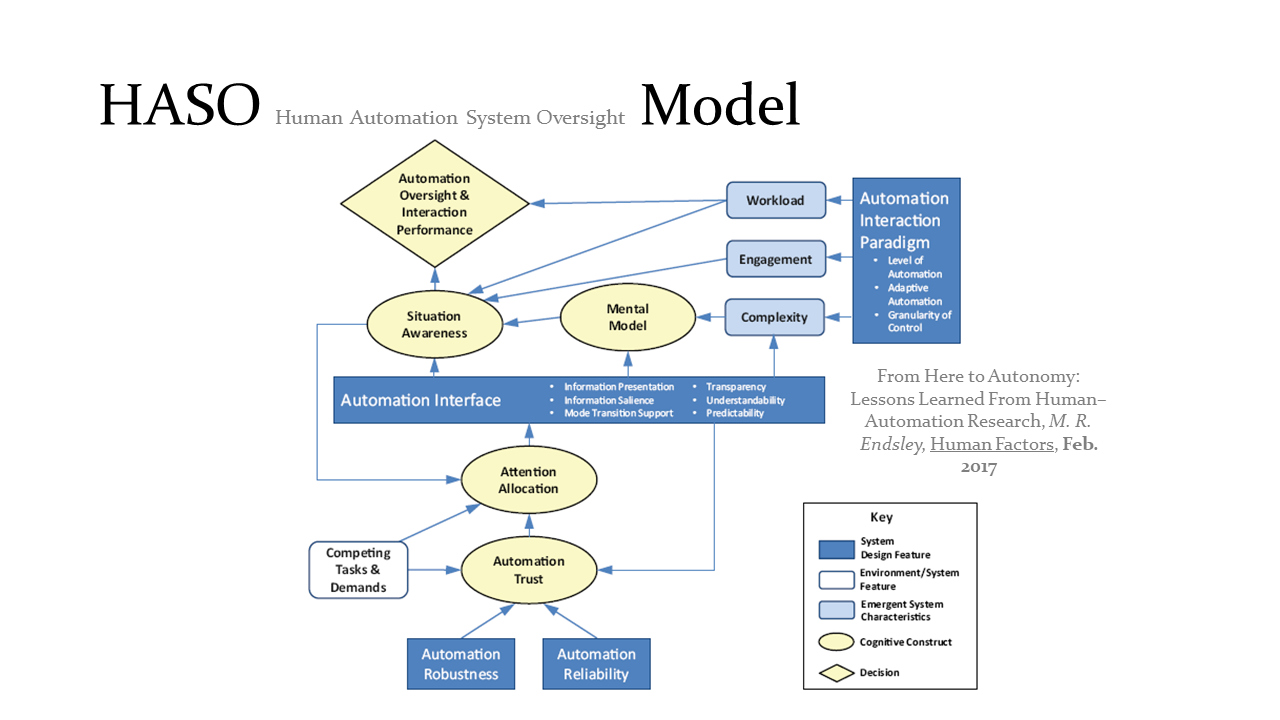 HASO Human Automation System Oversight Model
Automation
Oversight &
Interaction
Performance
Workload
Engagement
Complexity
Automation
Interaction
Paradigm
• Level of
Automation
• Adaptive
Automation
• Granularity of
Control
Situation
Awareness
Mental
Model
Automation Interface
• Information Presentation
• Information Salience
• Mode Transition Support
• Transparency
• Understandability
• Predictability
From Here to Autonomy:
Lessons Learned From Human–
Automation Research, M. R.
Endsley, Human Factors, Feb.
2017
Attention
Allocation
Competing
Tasks &
Demands
Automation
Trust
Automation
Robustness
Automation
Reliability
Key
System
Design Feature
Environment/System
Feature
Emergent System
Characteristics
Cognitive Construct
Decision